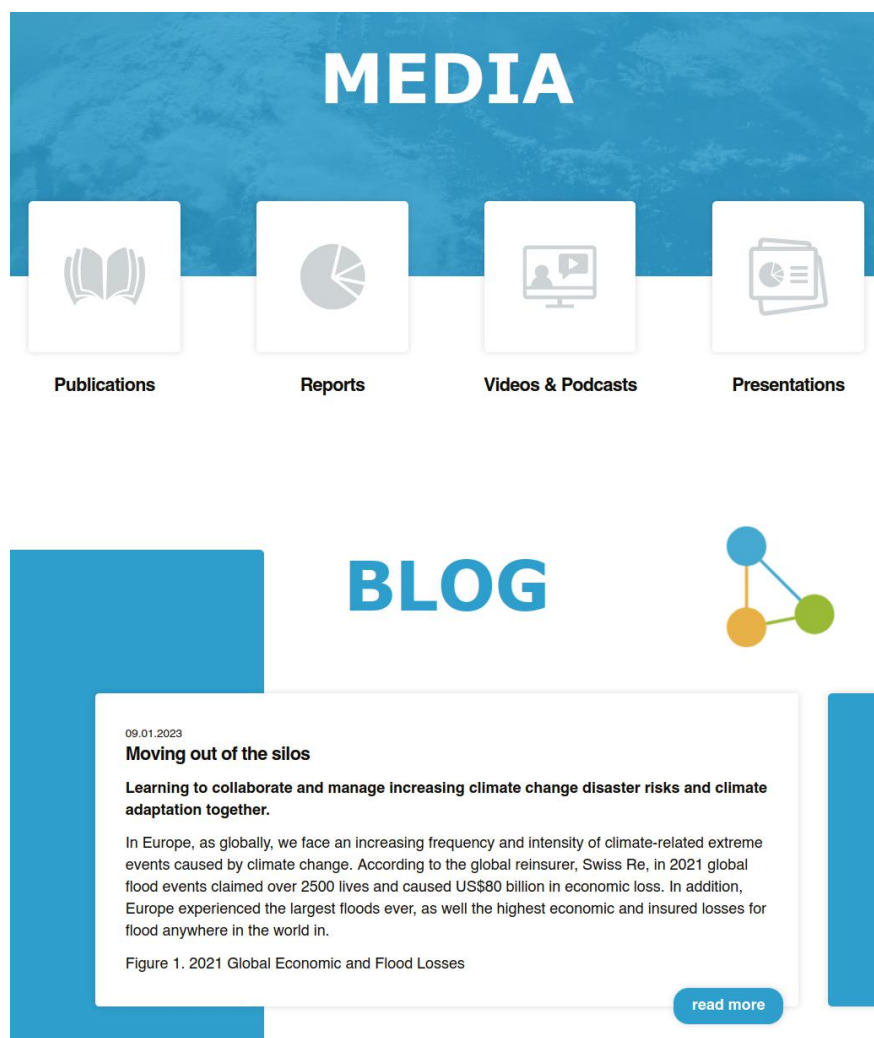 MEDIA
Publications
Reports
Videos & Podcasts
Presentations
BLOG
09.01.2023
Moving out of the silos
Learning to collaborate and manage increasing climate change disaster risks and climate
adaptation together.
In Europe, as globally, we face an increasing frequency and intensity of climate-related extreme
events caused by climate change. According to the global reinsurer, Swiss Re, in 2021 global
flood events claimed over 2500 lives and caused US$80 billion in economic loss. In addition,
Europe experienced the largest floods ever, as well the highest economic and insured losses for
flood anywhere in the world in.
Figure 1. 2021 Global Economic and Flood Losses
read more